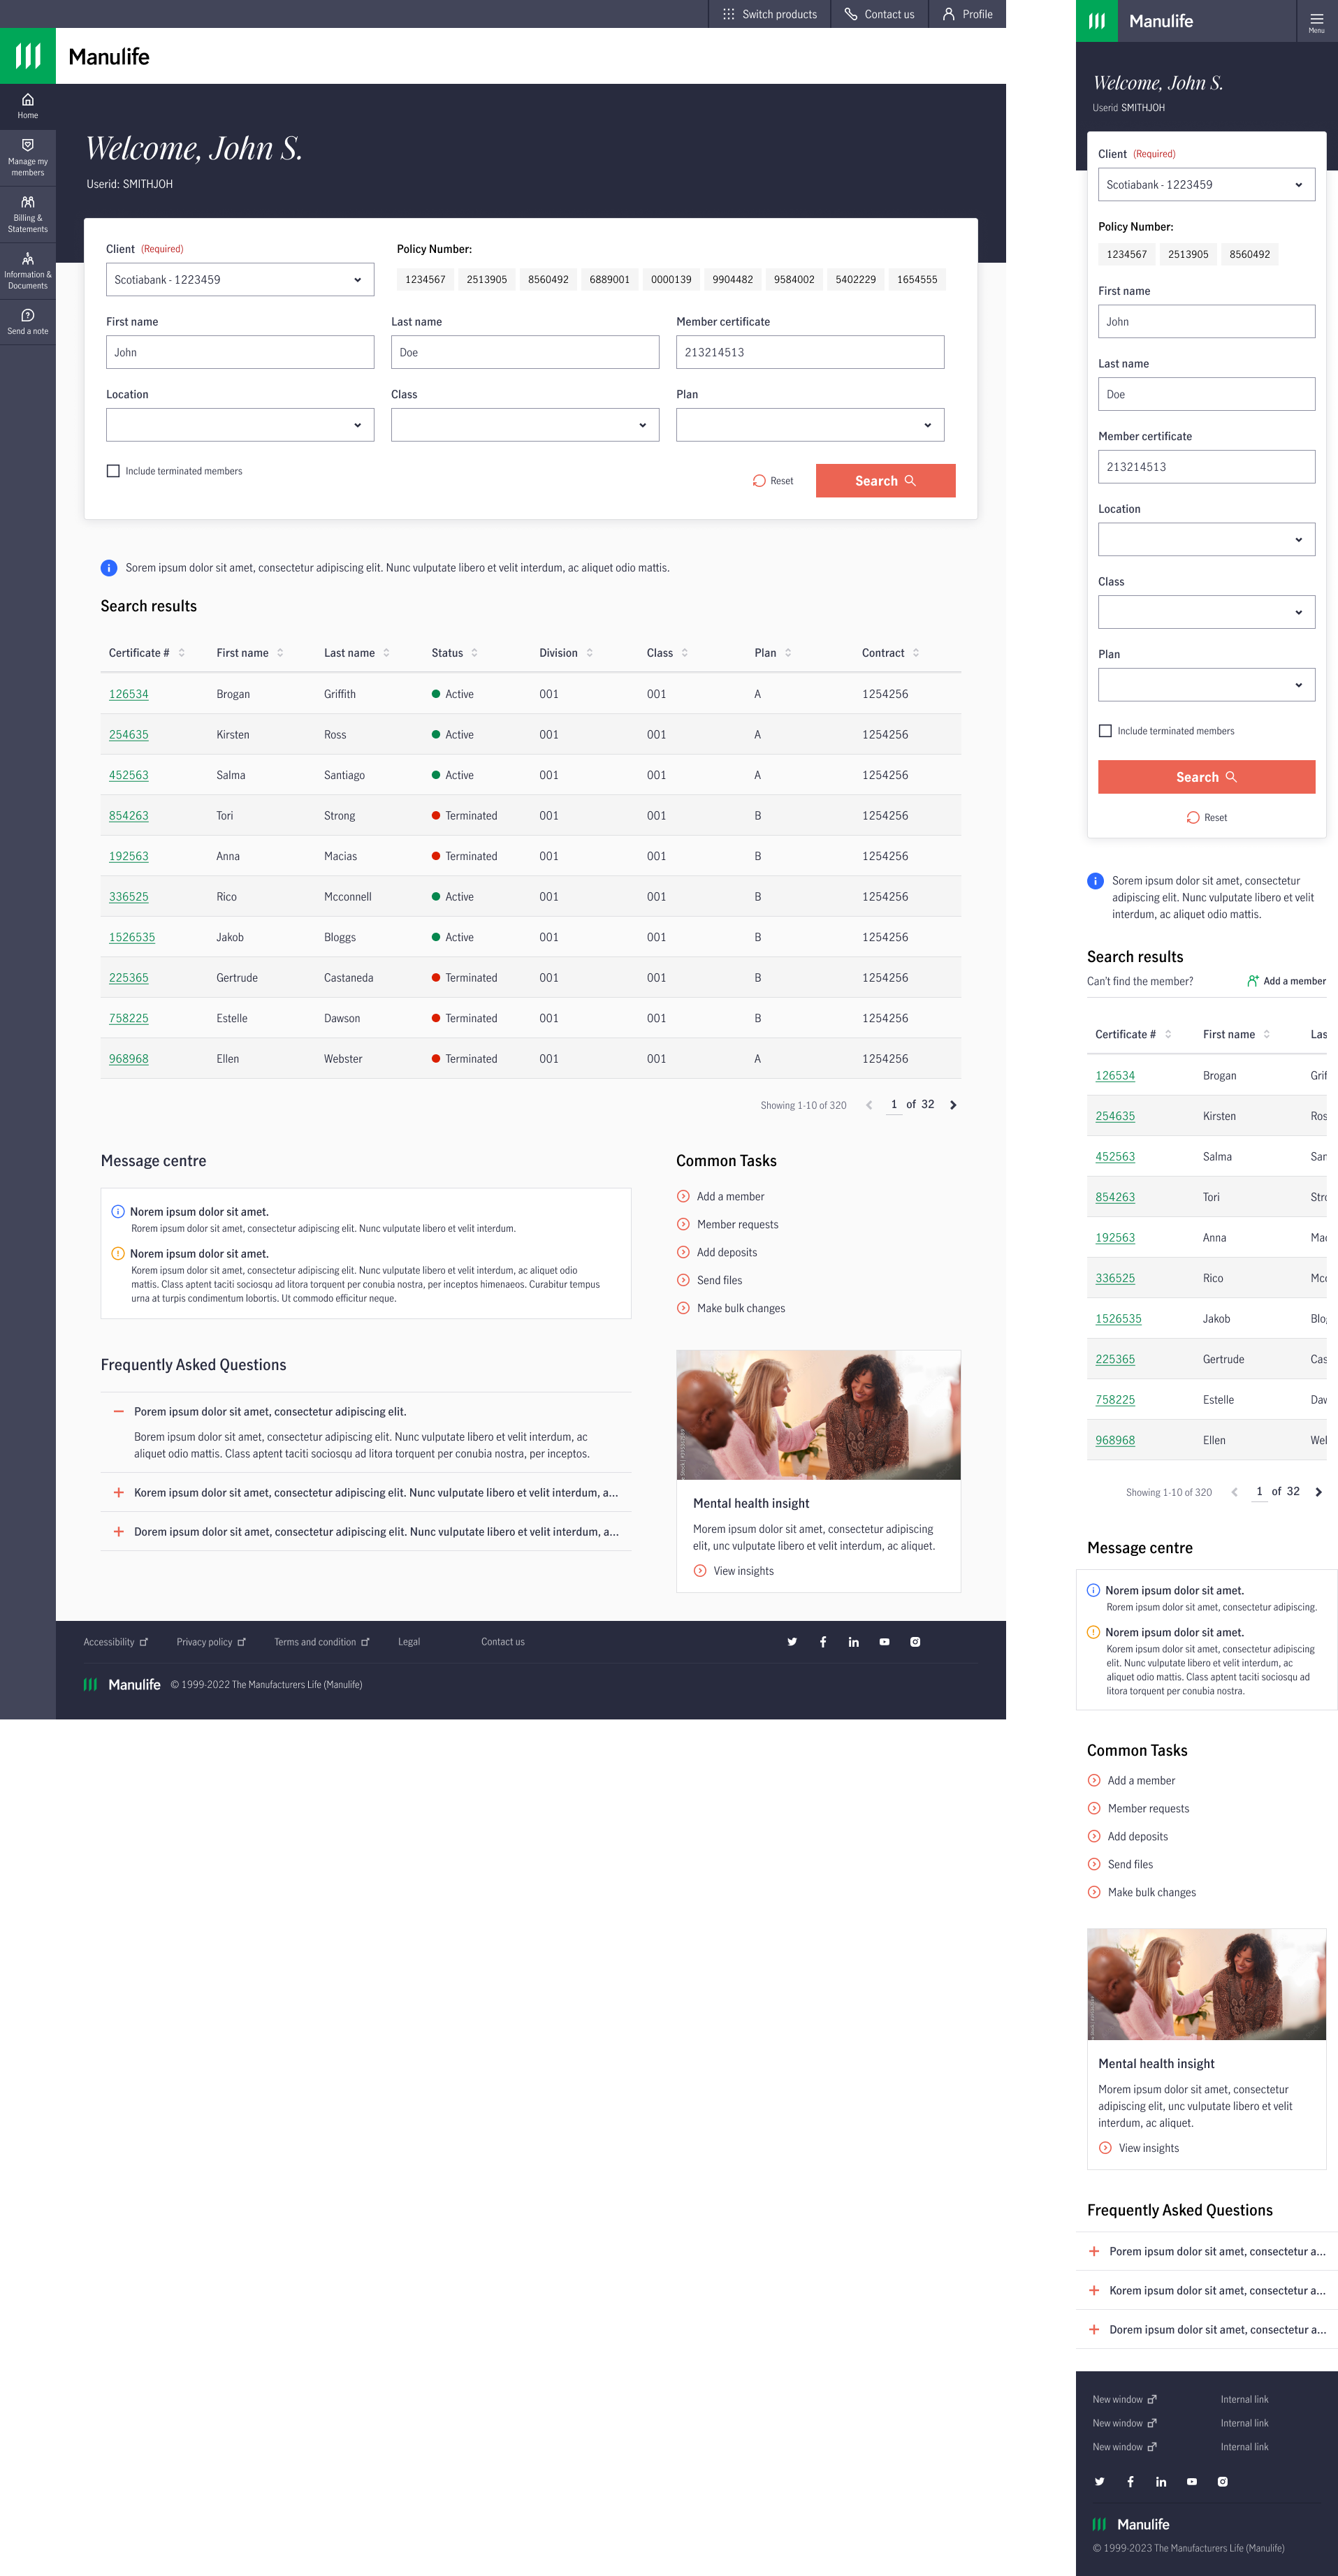 Switch products
Contact us
Profile
Manulife
Home
Manage my
members
Billing &
Statements
Information &
Documents
Send a note
Welcome, John S.
Userid: SMITHJOH
Client (Required)
Scotiabank - 1223459
Policy Number:
1234567 2513905 8560492 6889001 0000139 9904482 9584002 5402229 1654555
First name Last name Member certificate
John Doe 213214513
Location Class Plan
Include terminated members
Reset
Search
Sorem ipsum dolor sit amet, consectetur adipiscing elit. Nunc vulputate libero et velit interdum, ac aliquet odio mattis.
Search results
Certificate # First name Last name Status Division Class Plan Contract
126534 Brogan Griffith Active 001 001 A 1254256
254635 Kirsten Ross Active 001 001 A 1254256
452563 Salma Santiago Active 001 001 A 1254256
854263 Tori Strong Terminated 001 001 B 1254256
192563 Anna Macias Terminated 001 001 B 1254256
336525 Rico Mcconnell Active 001 001 B 1254256
1526535 Jakob Bloggs Active 001 001 B 1254256
225365 Gertrude Castaneda Terminated 001 001 B 1254256
758225 Estelle Dawson Terminated 001 001 B 1254256
968968 Ellen Webster Terminated 001 001 A 1254256
Showing 1-10 of 320 1 of 32
Message centre
Norem ipsum dolor sit amet.
Rorem ipsum dolor sit amet, consectetur adipiscing elit. Nunc vulputate libero et velit interdum.
Norem ipsum dolor sit amet.
Korem ipsum dolor sit amet, consectetur adipiscing elit. Nunc vulputate libero et velit interdum, ac aliquet odio
mattis. Class aptent taciti sociosqu ad litora torquent per conubia nostra, per inceptos himenaeos. Curabitur tempus
urna at turpis condimentum lobortis. Ut commodo efficitur neque.
Common Tasks
Add a member
Member requests
Add deposits
Send files
Make bulk changes
Frequently Asked Questions
Porem ipsum dolor sit amet, consectetur adipiscing elit.
Borem ipsum dolor sit amet, consectetur adipiscing elit. Nunc vulputate libero et velit interdum, ac
aliquet odio mattis. Class aptent taciti sociosqu ad litora torquent per conubia nostra, per inceptos.
Korem ipsum dolor sit amet, consectetur adipiscing elit. Nunc vulputate libero et velit interdum, a...
Dorem ipsum dolor sit amet, consectetur adipiscing elit. Nunc vulputate libero et velit interdum, a...
Mental health insight
Morem ipsum dolor sit amet, consectetur adipiscing
elit, unc vulputate libero et velit interdum, ac aliquet.
View insights
Accessibility Privacy policy Terms and condition Legal Contact us
Manulife © 1999-2022 The Manufacturers Life (Manulife)
Manulife
Menu
Welcome, John S.
Userid SMITHJOH
Client (Required)
Scotiabank - 1223459
Policy Number:
1234567 2513905 8560492
First name
John
Last name
Doe
Member certificate
213214513
Location
Class
Plan
Include terminated members
Search
Reset
Sorem ipsum dolor sit amet, consectetur
adipiscing elit. Nunc vulputate libero et velit
interdum, ac aliquet odio mattis.
Search results
Can't find the member? Add a member
Certificate # First name Las
126534 Brogan Grif
254635 Kirsten Ros
452563 Salma San
854263 Tori Stro
192563 Anna Mac
336525 Rico Mcc
1526535 Jakob Blog
225365 Gertrude Cas
758225 Estelle Daw
968968 Ellen Wel
Showing 1-10 of 320 1 of 32
Message centre
Norem ipsum dolor sit amet.
Rorem ipsum dolor sit amet, consectetur adipiscing.
Norem ipsum dolor sit amet.
Korem ipsum dolor sit amet, consectetur adipiscing
elit. Nunc vulputate libero et velit interdum, ac
aliquet odio mattis. Class aptent taciti sociosqu ad
litora torquent per conubia nostra.
Common Tasks
Add a member
Member requests
Add deposits
Send files
Make bulk changes
Mental health insight
Morem ipsum dolor sit amet, consectetur
adipiscing elit, unc vulputate libero et velit
interdum, ac aliquet.
View insights
Frequently Asked Questions
Porem ipsum dolor sit amet, consectetur a...
Korem ipsum dolor sit amet, consectetur a...
Dorem ipsum dolor sit amet, consectetur a...
New window Internal link
New window Internal link
New window Internal link
Manulife
© 1999-2023 The Manufacturers Life (Manulife)